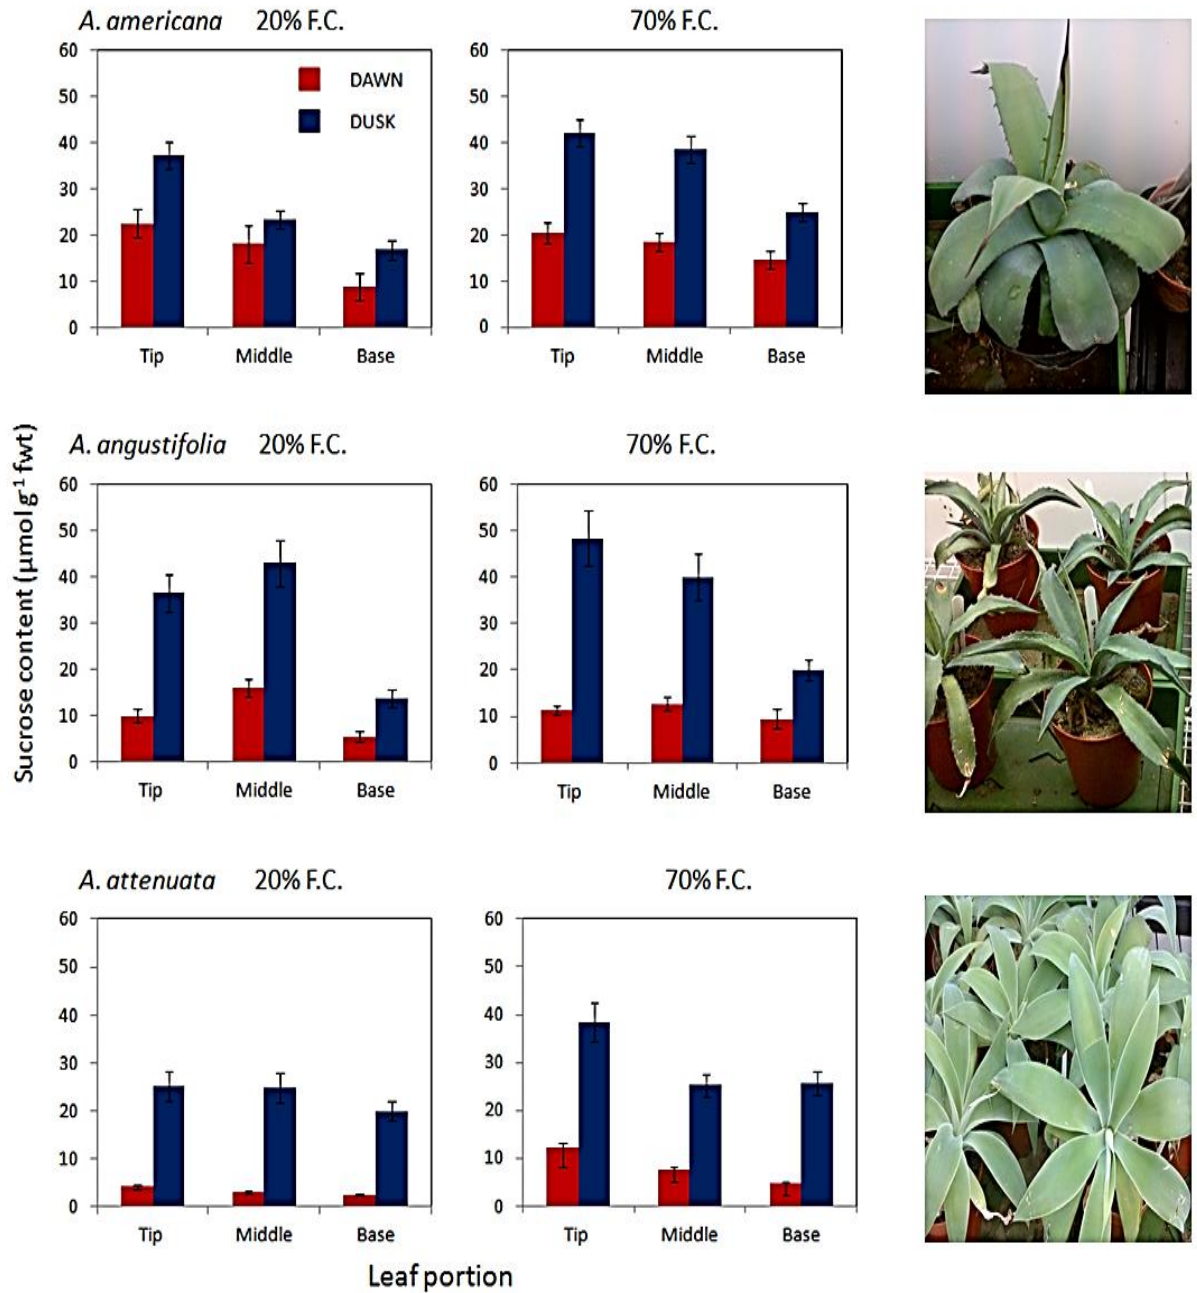 A. americana 20% F.C. 70% F.C.
60 60
50 DAWN 50
DUSK
40 40
30 30
20 20
10 10
0 0
Tip Middle Base Tip Middle Base
Sucrose content (µmol g⁻¹ fwt)
A. angustifolia 20% F.C. 70% F.C.
60 60
50 50
40 40
30 30
20 20
10 10
0 0
Tip Middle Base Tip Middle Base
A. attenuata 20% F.C. 70% F.C.
60 60
50 50
40 40
30 30
20 20
10 10
0 0
Tip Middle Base Tip Middle Base
Leaf portion